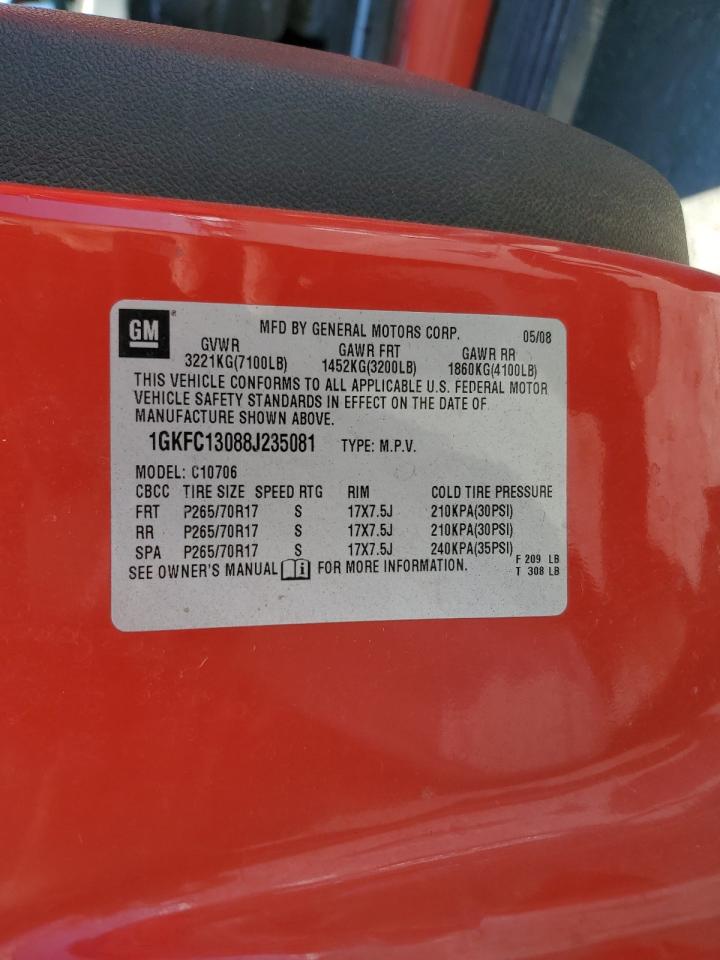 GM
MFD BY GENERAL MOTORS CORP. 05/08
GVWR GAWR FRT GAWR RR
3221KG(7100LB) 1452KG(3200LB) 1860KG(4100LB)
THIS VEHICLE CONFORMS TO ALL APPLICABLE U.S. FEDERAL MOTOR
VEHICLE SAFETY STANDARDS IN EFFECT ON THE DATE OF
MANUFACTURE SHOWN ABOVE.
1GKFC13088J235081 TYPE: M.P.V.
MODEL: C10706
CBCC TIRE SIZE SPEED RTG RIM COLD TIRE PRESSURE
FRT P265/70R17 S 17X7.5J 210KPA(30PSI)
RR P265/70R17 S 17X7.5J 210KPA(30PSI)
SPA P265/70R17 S 17X7.5J 240KPA(35PSI)
SEE OWNER'S MANUAL i FOR MORE INFORMATION. F 209 LB
T 308 LB